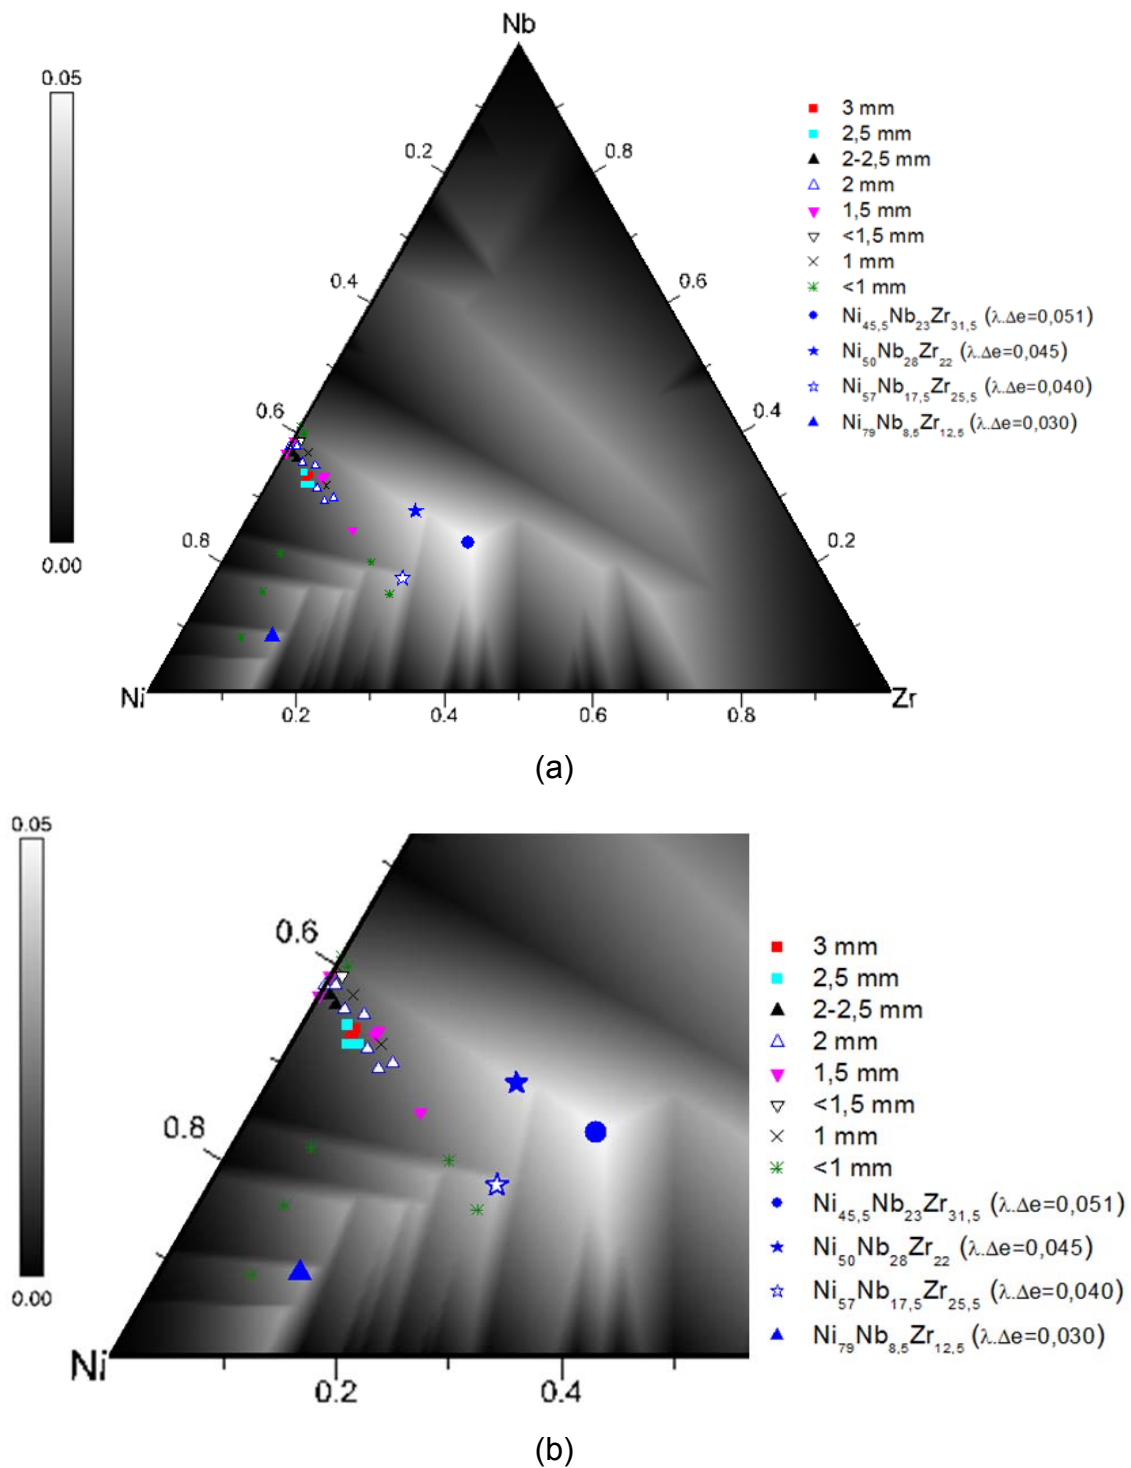 Nb
0.05
0.00
0.2
0.4
0.6
0.8
0.8
0.6
0.4
0.2
Ni
0.2
0.4
0.6
0.8
Zr
3 mm
2,5 mm
2-2,5 mm
2 mm
1,5 mm
<1,5 mm
1 mm
<1 mm
Ni45,5Nb23Zr31,5 (λ.Δe=0,051)
Ni50Nb28Zr22 (λ.Δe=0,045)
Ni57Nb17,5Zr25,5 (λ.Δe=0,040)
Ni79Nb8,5Zr12,5 (λ.Δe=0,030)
(a)
0.05
0.00
0.6
0.8
Ni
0.2
0.4
3 mm
2,5 mm
2-2,5 mm
2 mm
1,5 mm
<1,5 mm
1 mm
<1 mm
Ni45,5Nb23Zr31,5 (λ.Δe=0,051)
Ni50Nb28Zr22 (λ.Δe=0,045)
Ni57Nb17,5Zr25,5 (λ.Δe=0,040)
Ni79Nb8,5Zr12,5 (λ.Δe=0,030)
(b)